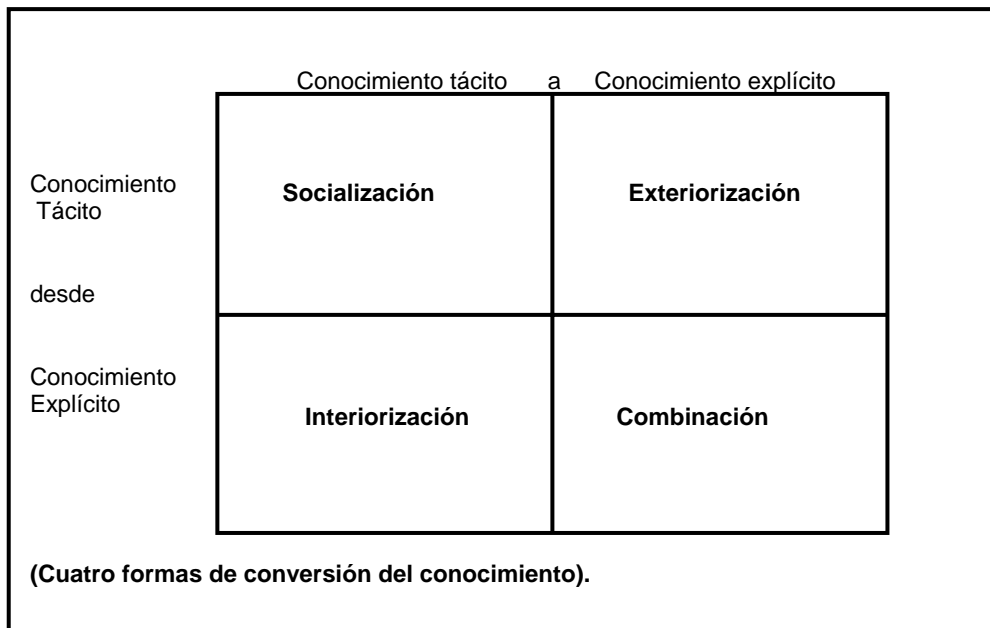 Conocimiento tácito a Conocimiento explícito
Conocimiento
Tácito
Socialización
Exteriorización
desde
Conocimiento
Explícito
Interiorización
Combinación
(Cuatro formas de conversión del conocimiento).